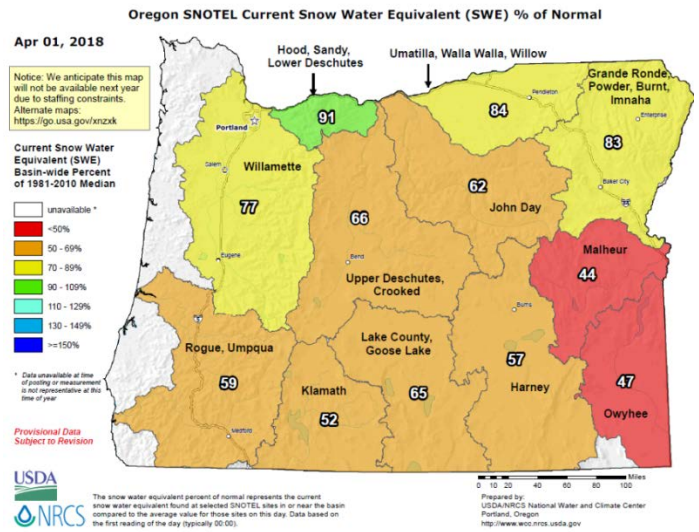 Oregon SNOTEL Current Snow Water Equivalent (SWE) % of Normal
Apr 01, 2018
Notice: We anticipate this map
will not be available next year
due to staffing constraints.
Alternate maps:
https://go.usa.gov/xnzxk
Current Snow Water
Equivalent (SWE)
Basin-wide Percent
of 1981-2010 Median
unavailable *
<50%
50 - 69%
70 - 89%
90 - 109%
110 - 129%
130 - 149%
>=150%
* Data unavailable at time
of posting or measurement
is not representative at this
time of year
Provisional Data
Subject to Revision
Hood, Sandy,
Lower Deschutes
91
Umatilla, Walla Walla, Willow
84
Pendleton
Grande Ronde,
Powder, Burnt,
Imnaha
Enterprise
83
Baker City
Portland
Salem
Willamette
77
Eugene
66
Bend
Upper Deschutes,
Crooked
62
John Day
Malheur
44
Burns
Rogue, Umpqua
59
Medford
Klamath
52
Lake County,
Goose Lake
65
57
Harney
47
Owyhee
0 10 20 40 60 80 100
Miles
USDA
NRCS
The snow water equivalent percent of normal represents the current
snow water equivalent found at selected SNOTEL sites in or near the basin
compared to the average value for those sites on this day. Data based on
the first reading of the day (typically 00:00).
Prepared by:
USDA/NRCS National Water and Climate Center
Portland, Oregon
http://www.wcc.nrcs.usda.gov